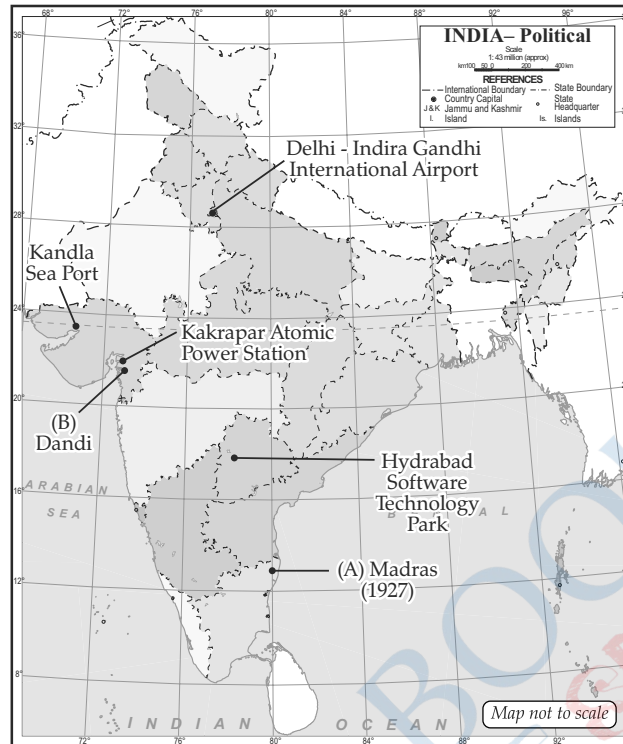 68° 72° 76° 80° 84° 88° 92° 96°
INDIA– Political
Scale
1: 43 million (approx)
km100 50 0 200 400 km
REFERENCES
International Boundary
State Boundary
Country Capital
State
Headquarter
J&K Jammu and Kashmir
I. Island
Is. Islands
36°
32°
28°
24°
20°
16°
12°
8°
Delhi - Indira Gandhi
International Airport
Kandla
Sea Port
Kakrapar Atomic
Power Station
(B)
Dandi
Hydrabad
Software
Technology
Park
ARABIAN
SEA
(A) Madras
(1927)
INDIAN OCEAN
Map not to scale
72° 76° 80° 84° 88° 92°